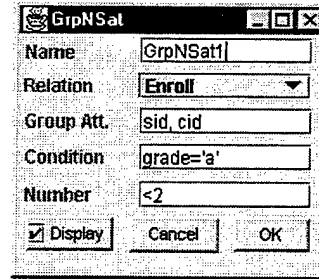 GrpNSat
Name GrpNSat1
Relation Enroll
Group Att. sid, cid
Condition grade='a'
Number <2
Display Cancel OK